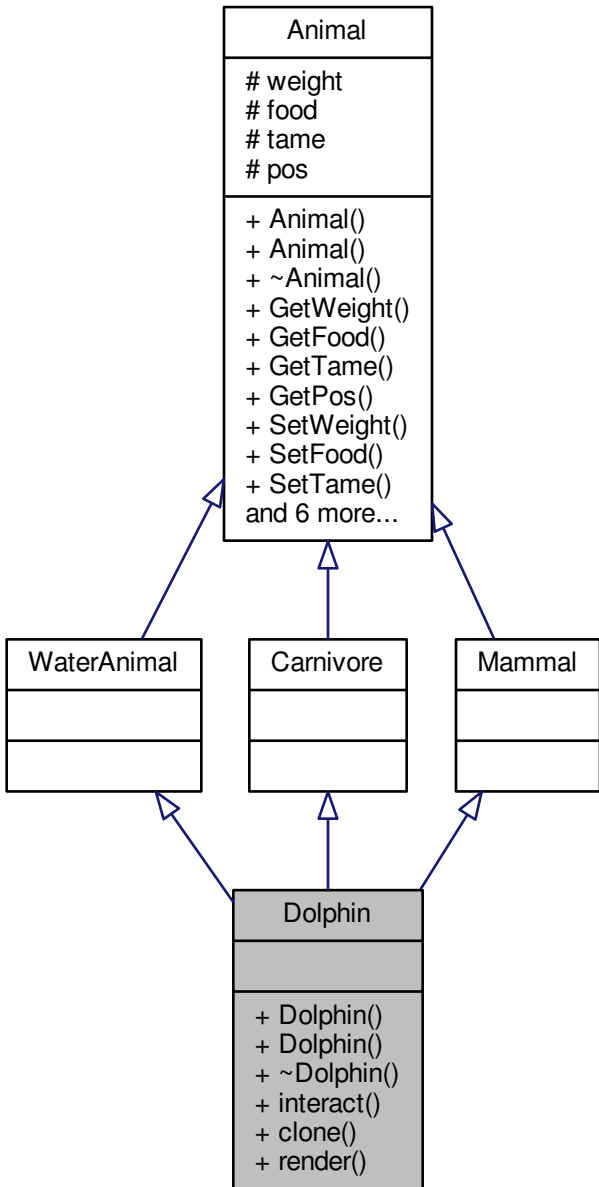 Animal
# weight
# food
# tame
# pos
+ Animal()
+ Animal()
+ ~Animal()
+ GetWeight()
+ GetFood()
+ GetTame()
+ GetPos()
+ SetWeight()
+ SetFood()
+ SetTame()
and 6 more...
WaterAnimal
Carnivore
Mammal
Dolphin
+ Dolphin()
+ Dolphin()
+ ~Dolphin()
+ interact()
+ clone()
+ render()